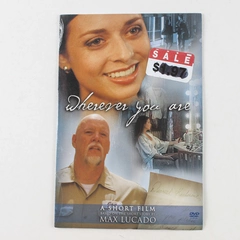 SALE
wherever you are
A SHORT FILM
MAX LUCADO
DVD